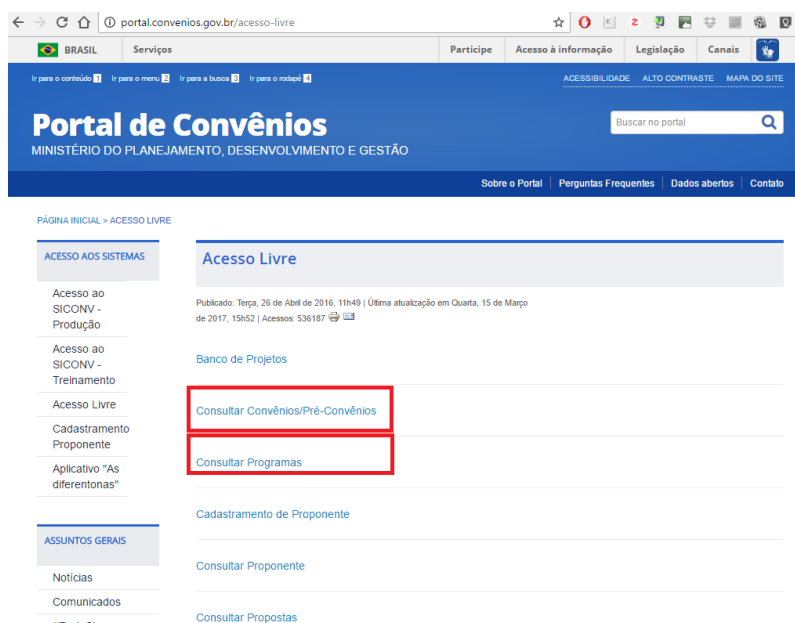 portal.convenios.gov.br/acesso-livre
BRASIL Serviços Participe Acesso à informação Legislação Canais
Ir para o conteúdo 1 Ir para o menu 2 Ir para a busca 3 Ir para o rodapé 4 ACESSIBILIDADE ALTO CONTRASTE MAPA DO SITE
Portal de Convênios
Buscar no portal
MINISTÉRIO DO PLANEJAMENTO, DESENVOLVIMENTO E GESTÃO
Sobre o Portal Perguntas Frequentes Dados abertos Contato
PÁGINA INICIAL > ACESSO LIVRE
ACESSO AOS SISTEMAS
Acesso ao
SICONV -
Produção
Acesso ao
SICONV -
Treinamento
Acesso Livre
Cadastramento
Proponente
Aplicativo "As
diferentonas"
ASSUNTOS GERAIS
Notícias
Comunicados
Acesso Livre
Publicado: Terça, 26 de Abril de 2016, 11h49 | Última atualização em Quarta, 15 de Março
de 2017, 15h52 | Acessos: 536187
Banco de Projetos
Consultar Convênios/Pré-Convênios
Consultar Programas
Cadastramento de Proponente
Consultar Proponente
Consultar Propostas